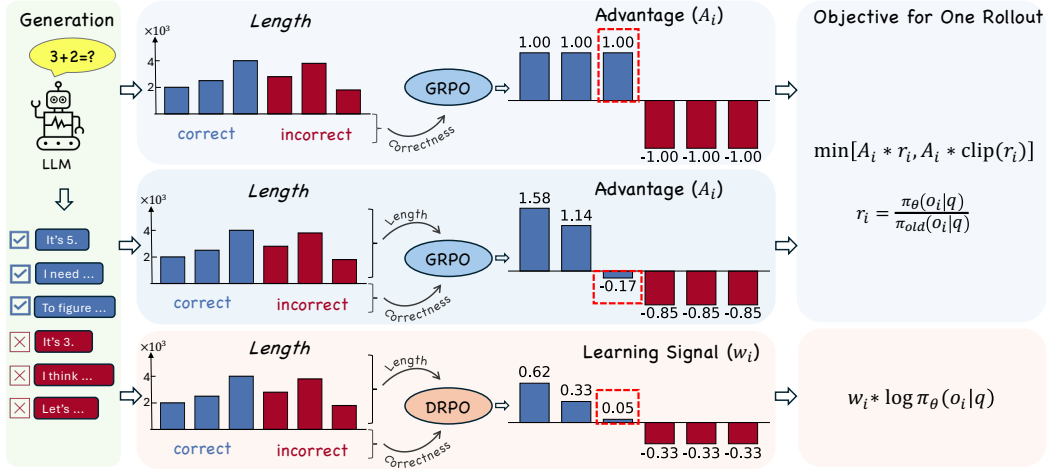 Generation
3+2=?
LLM
It's 5.
I need ...
To figure ...
It's 3.
I think ...
Let's ...
Length
×10³
4
2
correct
incorrect
Correctness
GRPO
Advantage (Aᵢ)
1.00
1.00
1.00
-1.00
-1.00
-1.00
Length
×10³
4
2
correct
incorrect
Length
Correctness
GRPO
Advantage (Aᵢ)
1.58
1.14
-0.17
-0.85
-0.85
-0.85
Length
×10³
4
2
correct
incorrect
Length
Correctness
DRPO
Learning Signal (wᵢ)
0.62
0.33
0.05
-0.33
-0.33
-0.33
Objective for One Rollout
min[Aᵢ * rᵢ, Aᵢ * clip(rᵢ)]
rᵢ = π_θ(oᵢ|q) / π_old(oᵢ|q)
wᵢ * log π_θ(oᵢ|q)